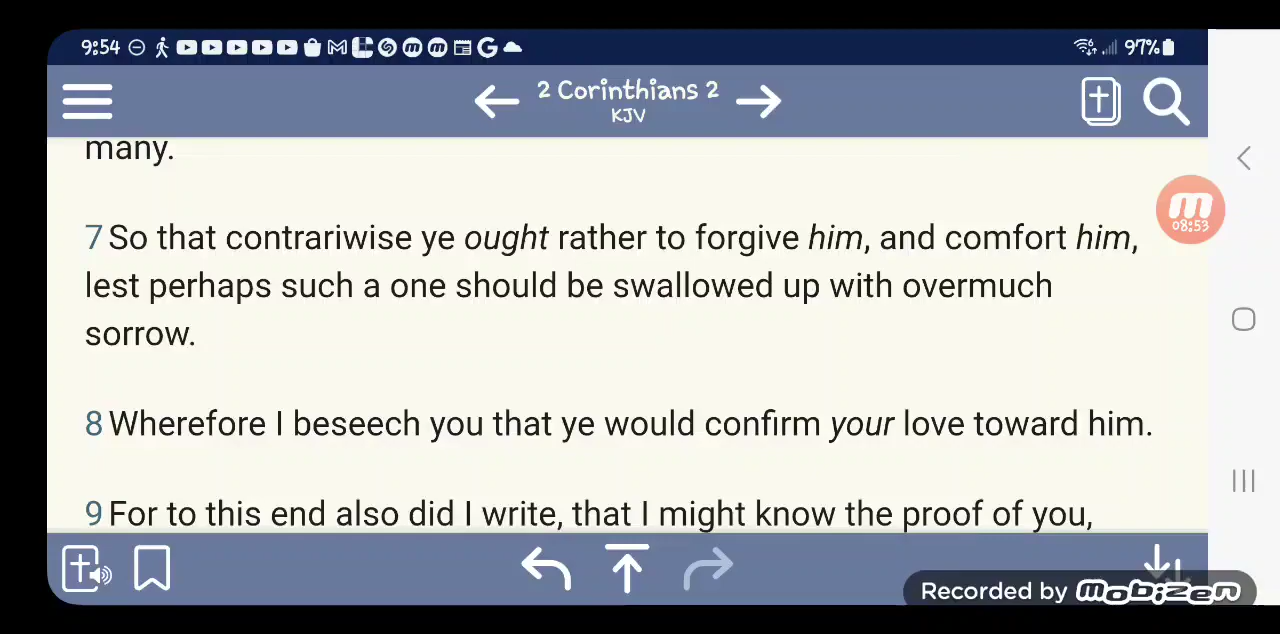 9:54 97%
2 Corinthians 2
KJV
many.
08:53
7 So that contrariwise ye ought rather to forgive him, and comfort him,
lest perhaps such a one should be swallowed up with overmuch
sorrow.
8 Wherefore I beseech you that ye would confirm your love toward him.
9 For to this end also did I write, that I might know the proof of you,
Recorded by mobizen